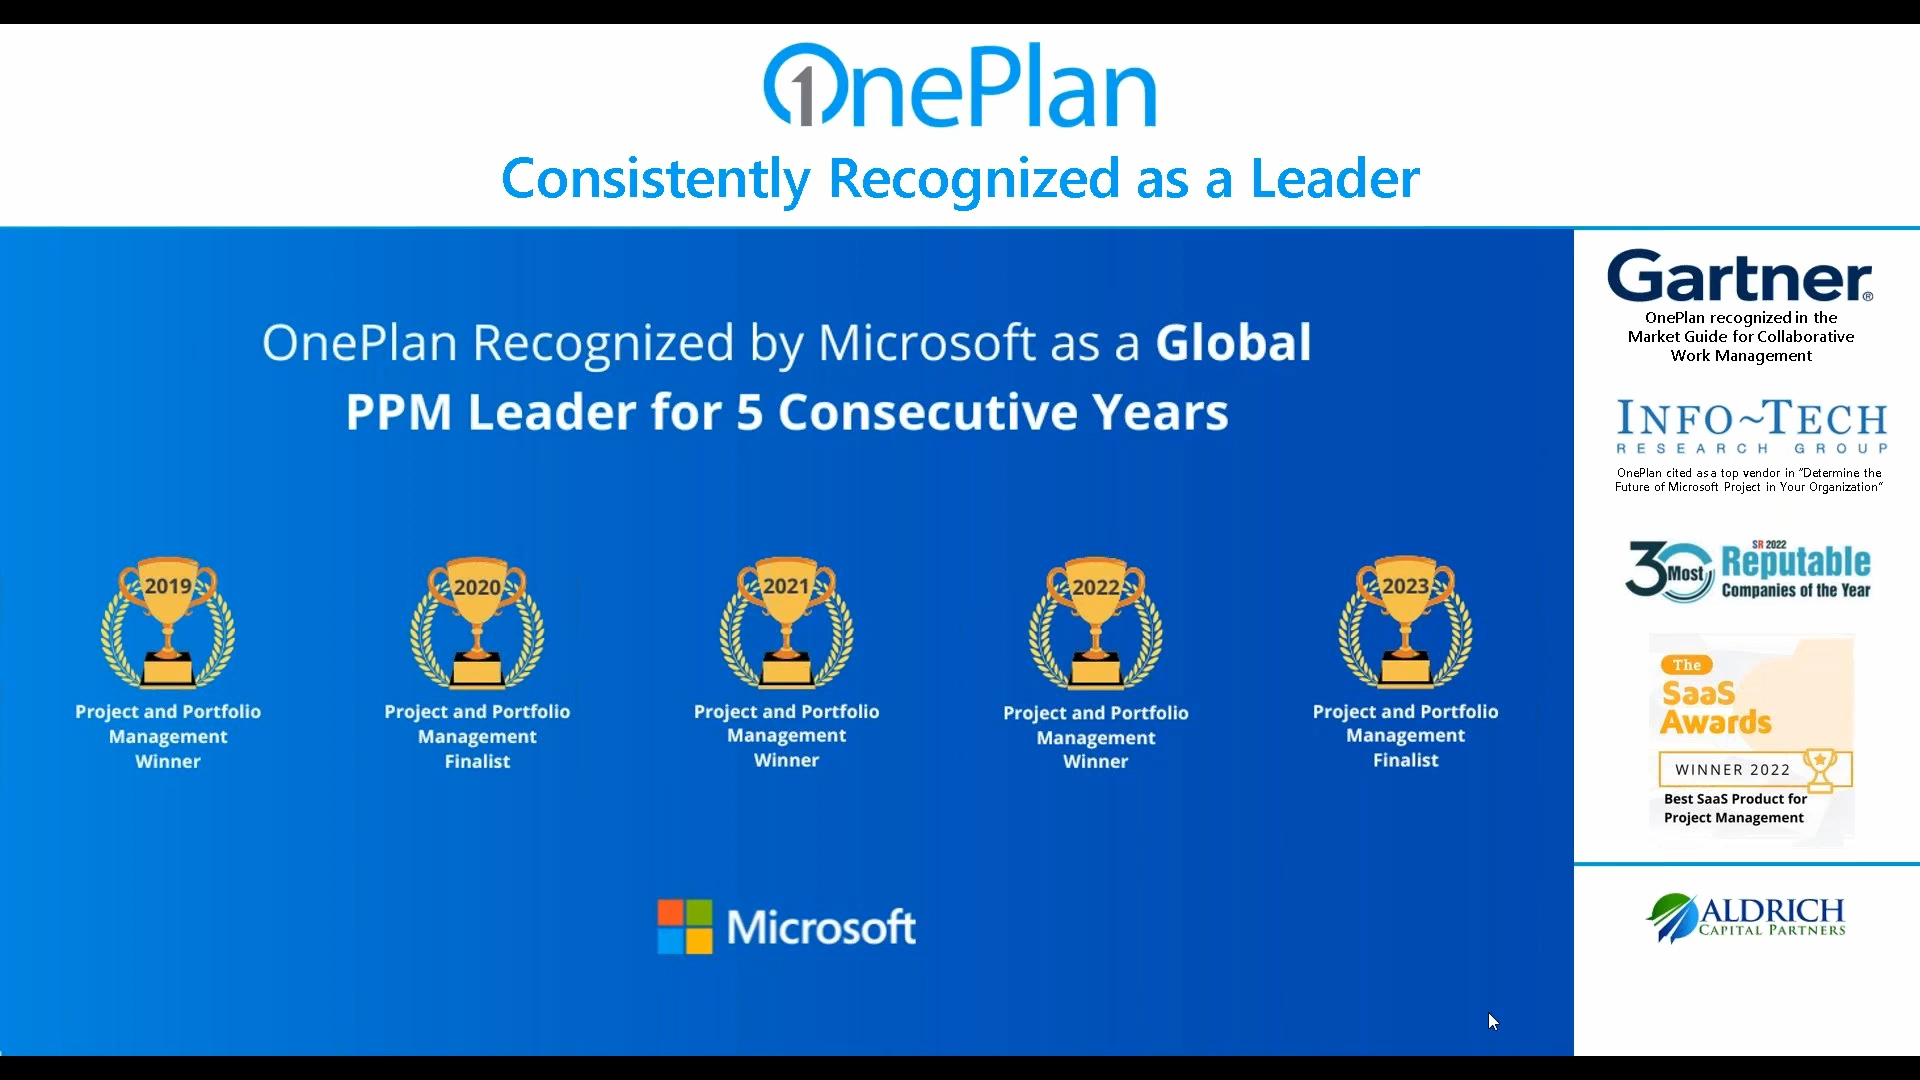 OnePlan
Consistently Recognized as a Leader
OnePlan Recognized by Microsoft as a Global
PPM Leader for 5 Consecutive Years
2019
Project and Portfolio
Management
Winner
2020
Project and Portfolio
Management
Finalist
2021
Project and Portfolio
Management
Winner
2022
Project and Portfolio
Management
Winner
2023
Project and Portfolio
Management
Finalist
Microsoft
Gartner®
OnePlan recognized in the
Market Guide for Collaborative
Work Management
INFO~TECH
RESEARCH GROUP
OnePlan cited as a top vendor in "Determine the
Future of Microsoft Project in Your Organization"
SR 2022
30 Most Reputable
Companies of the Year
The
SaaS
Awards
WINNER 2022
Best SaaS Product for
Project Management
ALDRICH
CAPITAL PARTNERS